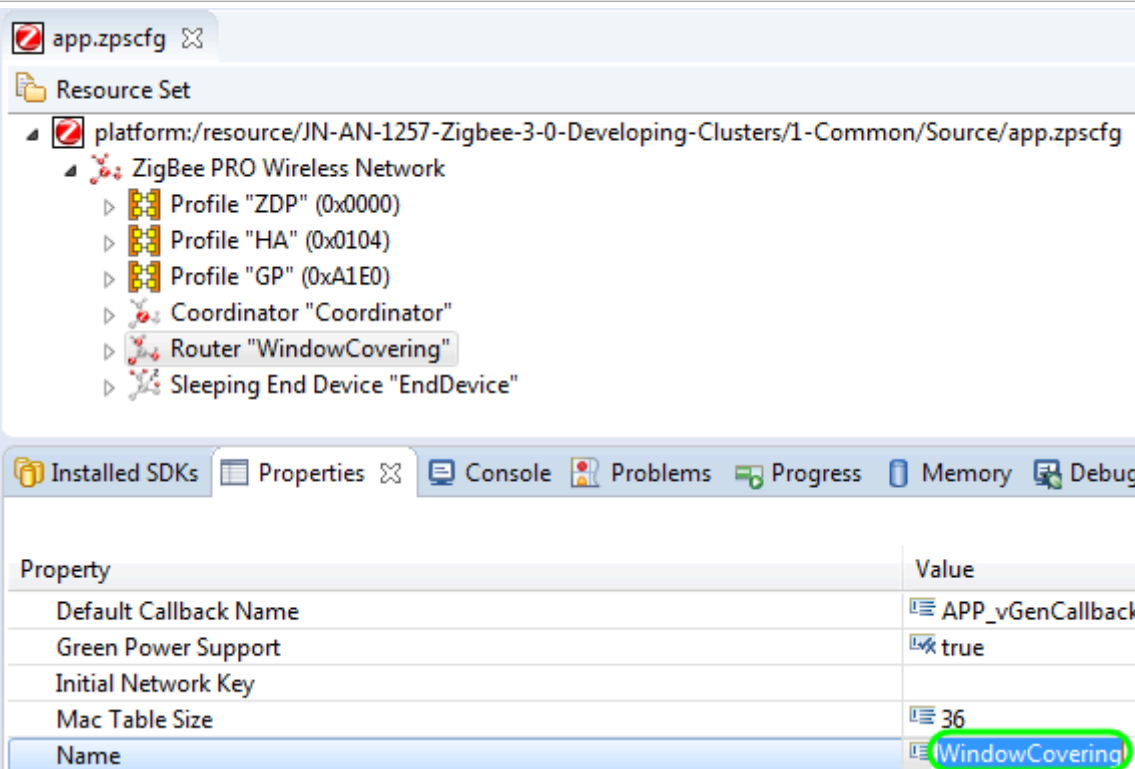 app.zpscfg
Resource Set
platform:/resource/JN-AN-1257-Zigbee-3-0-Developing-Clusters/1-Common/Source/app.zpscfg
ZigBee PRO Wireless Network
Profile "ZDP" (0x0000)
Profile "HA" (0x0104)
Profile "GP" (0xA1E0)
Coordinator "Coordinator"
Router "WindowCovering"
Sleeping End Device "EndDevice"
Installed SDKs Properties Console Problems Progress Memory Debug
Property Value
Default Callback Name APP_vGenCallback
Green Power Support true
Initial Network Key
Mac Table Size 36
Name WindowCovering